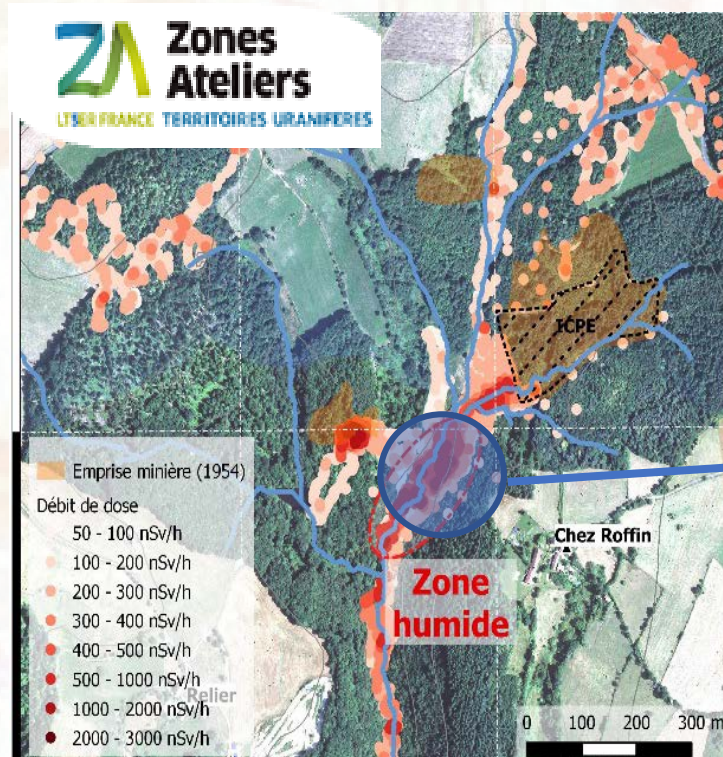 Zones
Ateliers
LTSER FRANCE TERRITOIRES URANIFERES
ICPE
Emprise minière (1954)
Débit de dose
50 - 100 nSv/h
100 - 200 nSv/h
200 - 300 nSv/h
300 - 400 nSv/h
400 - 500 nSv/h
500 - 1000 nSv/h
1000 - 2000 nSv/h
2000 - 3000 nSv/h
Chez Roffin
Zone
humide
Relier
0 100 200 300 m